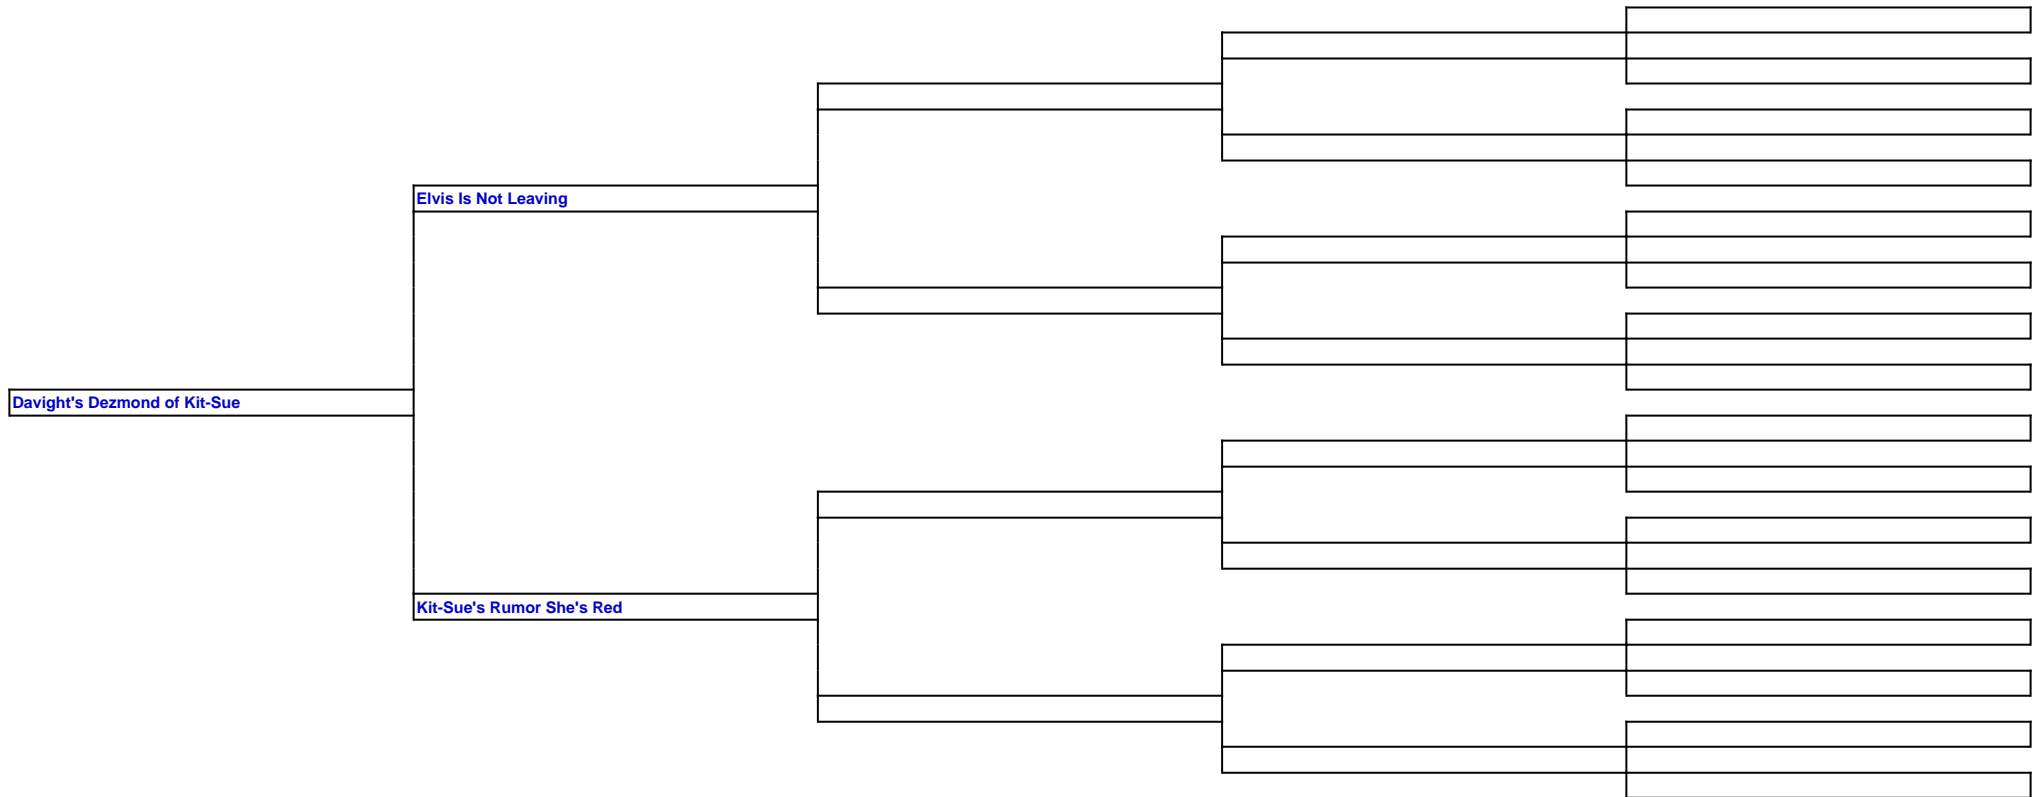 Elvis Is Not Leaving
Davight's Dezmond of Kit-Sue
Kit-Sue's Rumor She's Red